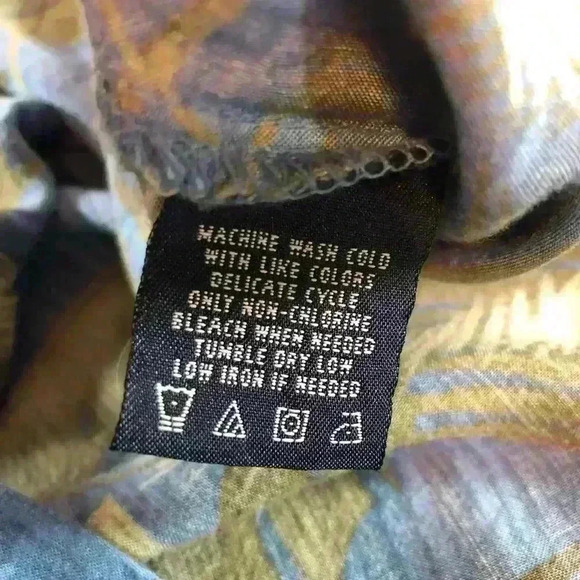 MACHINE WASH COLD
WITH LIKE COLORS
DELICATE CYCLE
ONLY NON-CHLORINE
BLEACH WHEN NEEDED
TUMBLE DRY LOW
LOW IRON IF NEEDED